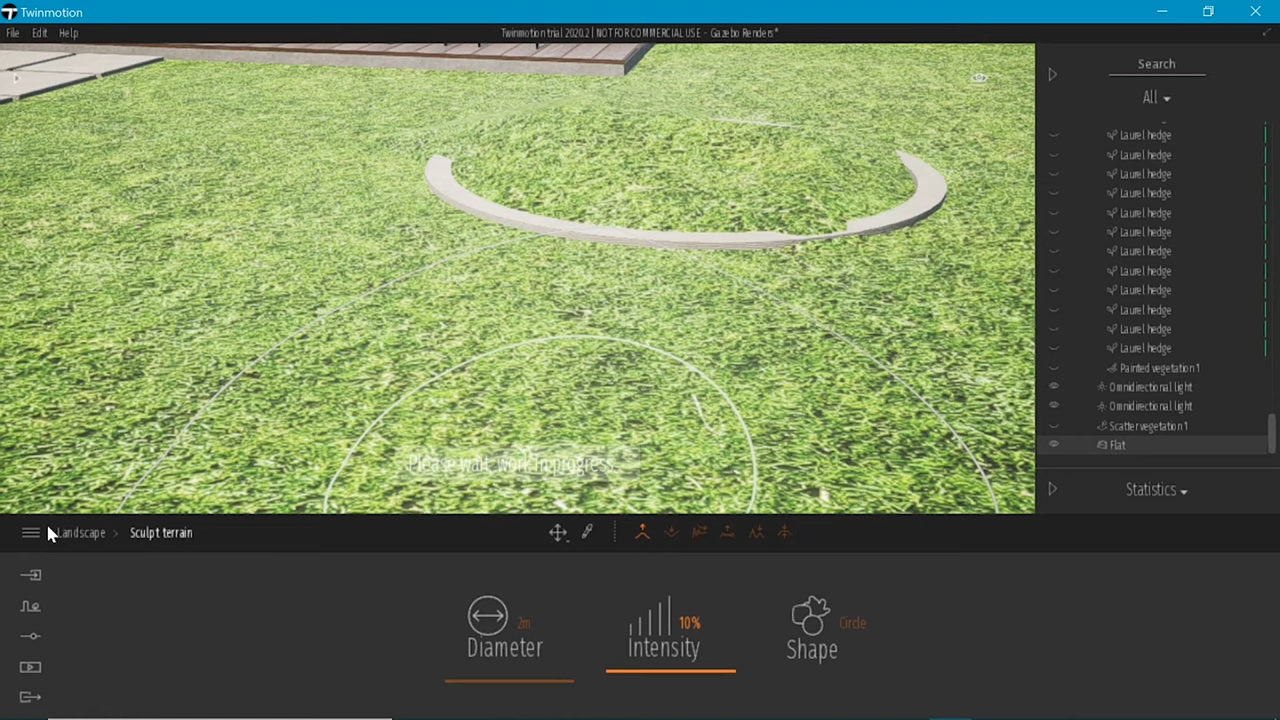 Twinmotion
File Edit Help
Twinmotion trial 2020.2 | NOT FOR COMMERCIAL USE - Gazebo Renders*
Search
All
Laurel hedge
Laurel hedge
Laurel hedge
Laurel hedge
Laurel hedge
Laurel hedge
Laurel hedge
Laurel hedge
Laurel hedge
Laurel hedge
Laurel hedge
Laurel hedge
Painted vegetation 1
Omnidirectional light
Omnidirectional light
Scatter vegetation 1
Flat
Please wait, work in progress...
Statistics
Landscape > Sculpt terrain
2m
Diameter
10%
Intensity
Circle
Shape